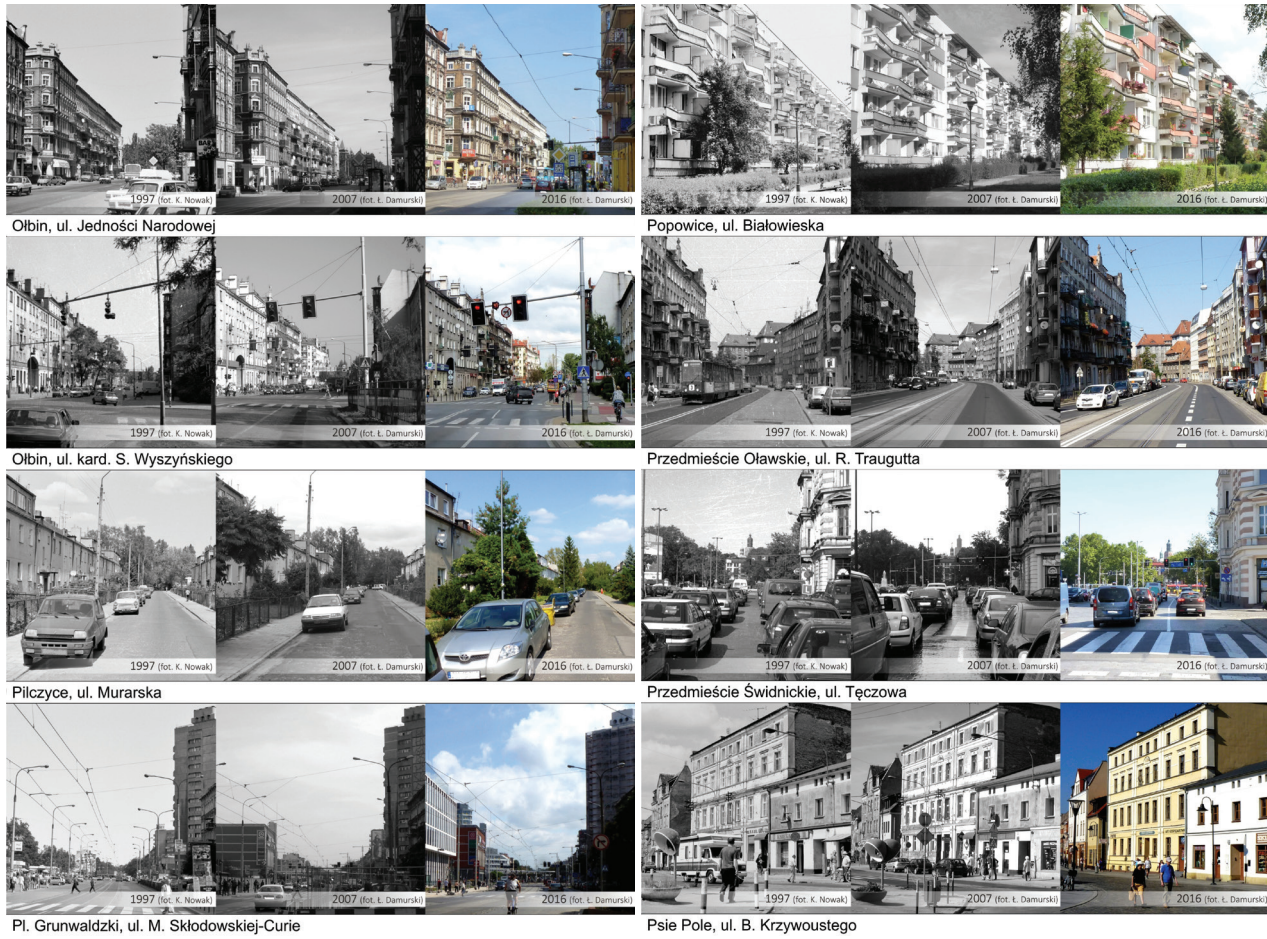 1997 (fot. K. Nowak)
2007 (fot. Ł. Damurski)
2016 (fot. Ł. Damurski)
Ołbin, ul. Jedności Narodowej
1997 (fot. K. Nowak)
2007 (fot. Ł. Damurski)
2016 (fot. Ł. Damurski)
Popowice, ul. Białowieska
1997 (fot. K. Nowak)
2007 (fot. Ł. Damurski)
2016 (fot. Ł. Damurski)
Ołbin, ul. kard. S. Wyszyńskiego
1997 (fot. K. Nowak)
2007 (fot. Ł. Damurski)
2016 (fot. Ł. Damurski)
Przedmieście Oławskie, ul. R. Traugutta
1997 (fot. K. Nowak)
2007 (fot. Ł. Damurski)
2016 (fot. Ł. Damurski)
Pilczyce, ul. Murarska
1997 (fot. K. Nowak)
2007 (fot. Ł. Damurski)
2016 (fot. Ł. Damurski)
Przedmieście Świdnickie, ul. Tęczowa
1997 (fot. K. Nowak)
2007 (fot. Ł. Damurski)
2016 (fot. Ł. Damurski)
Pl. Grunwaldzki, ul. M. Skłodowskiej-Curie
1997 (fot. K. Nowak)
2007 (fot. Ł. Damurski)
2016 (fot. Ł. Damurski)
Psie Pole, ul. B. Krzywoustego